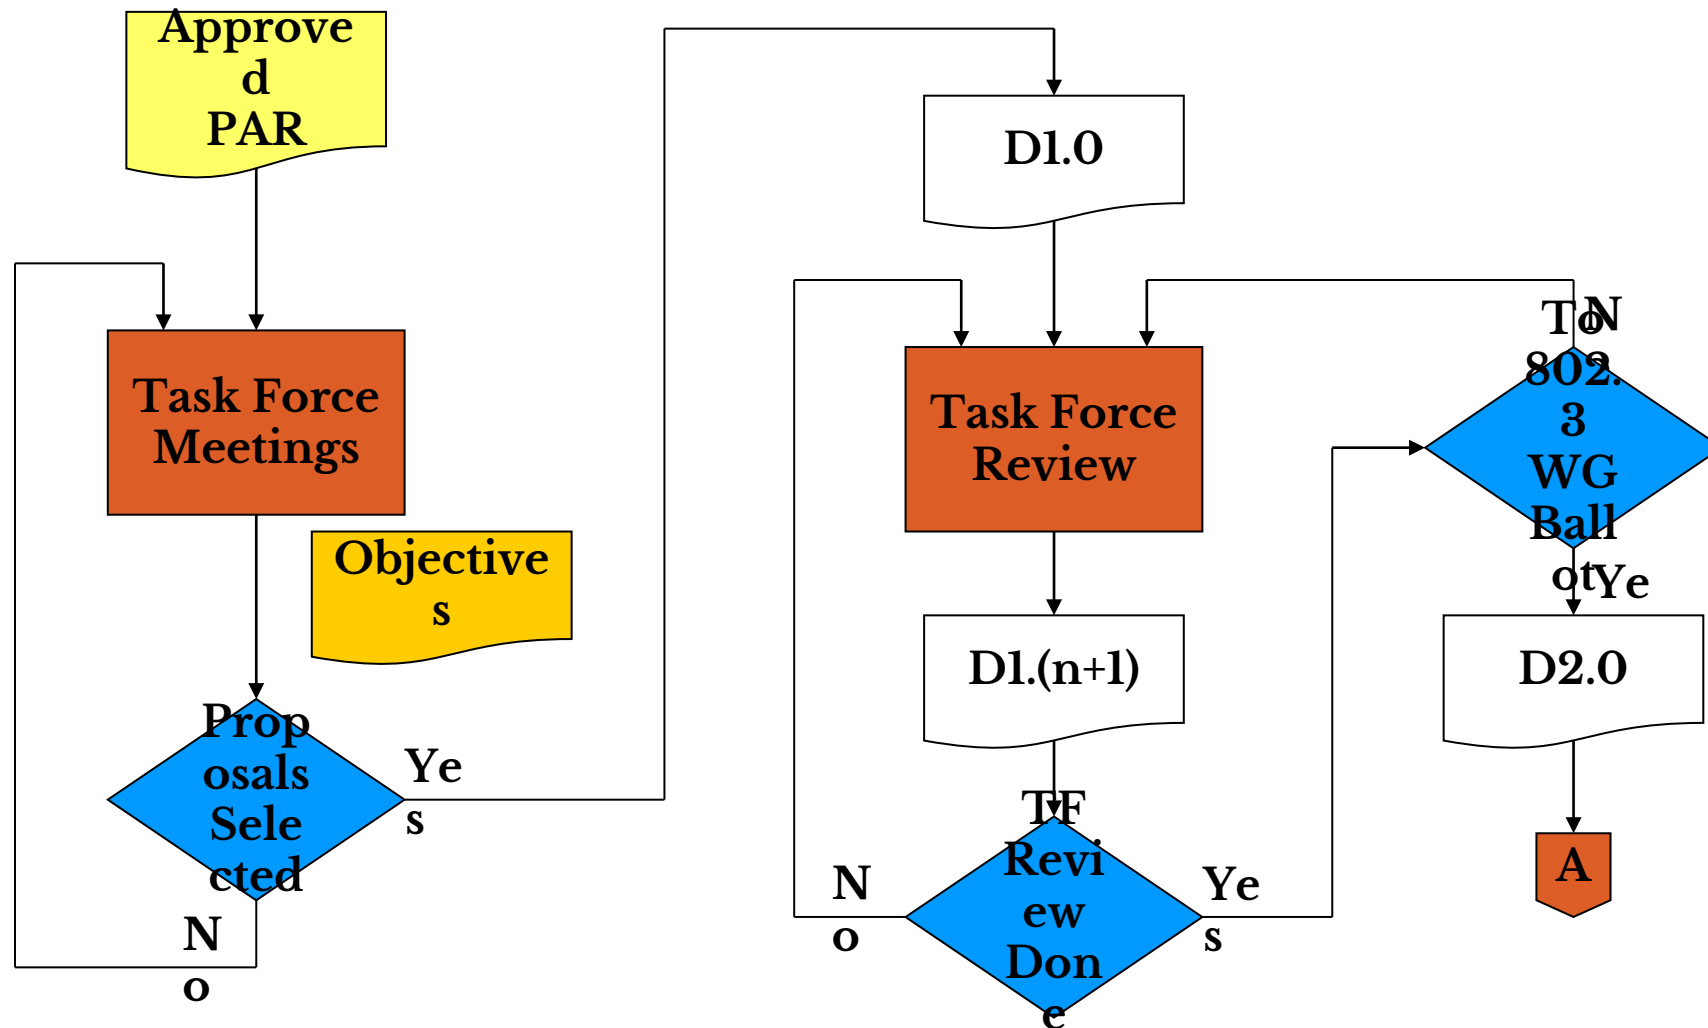 Approve
d
PAR
Task Force
Meetings
Objective
s
Prop
osals
Sele
cted
Ye
s
N
o
D1.0
Task Force
Review
D1.(n+1)
TF
Revi
ew
Don
e
N
o
Ye
s
To
802.
3
WG
Ball
ot
N
Ye
D2.0
A